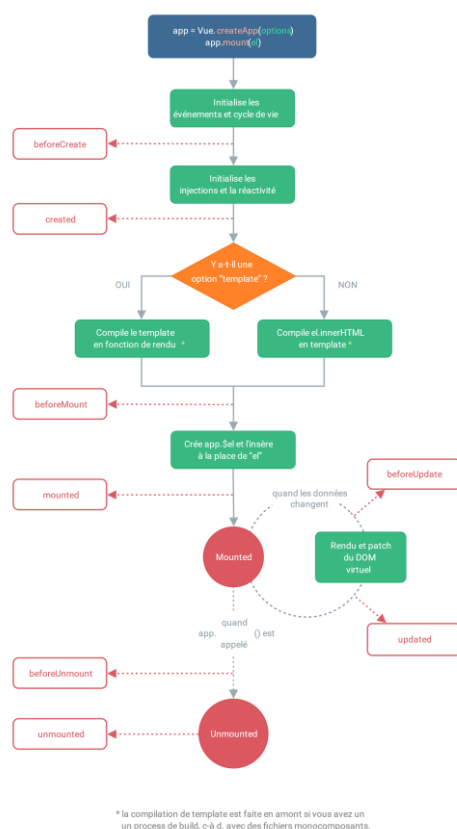 app = Vue.createApp(options)
app.mount(el)
Initialise les
événements et cycle de vie
beforeCreate
Initialise les
injections et la réactivité
created
Y a-t-il une
option "template" ?
OUI
NON
Compile le template
en fonction de rendu *
Compile el.innerHTML
en template *
beforeMount
Crée app.$el et l'insère
à la place de "el"
mounted
quand les données
changent
beforeUpdate
Mounted
Rendu et patch
du DOM
virtuel
updated
quand
app. () est
appelé
beforeUnmount
unmounted
Unmounted
* la compilation de template est faite en amont si vous avez un
un process de build, c-à d, avec des fichiers monocomposants.